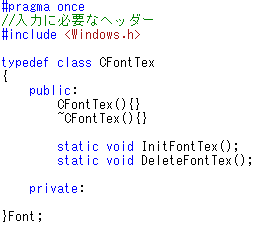 #pragma once
//入力に必要なヘッダー
#include <Windows.h>
typedef class CFontTex
{
public:
CFontTex(){}
~CFontTex(){}
static void InitFontTex();
static void DeleteFontTex();
private:
}Font;